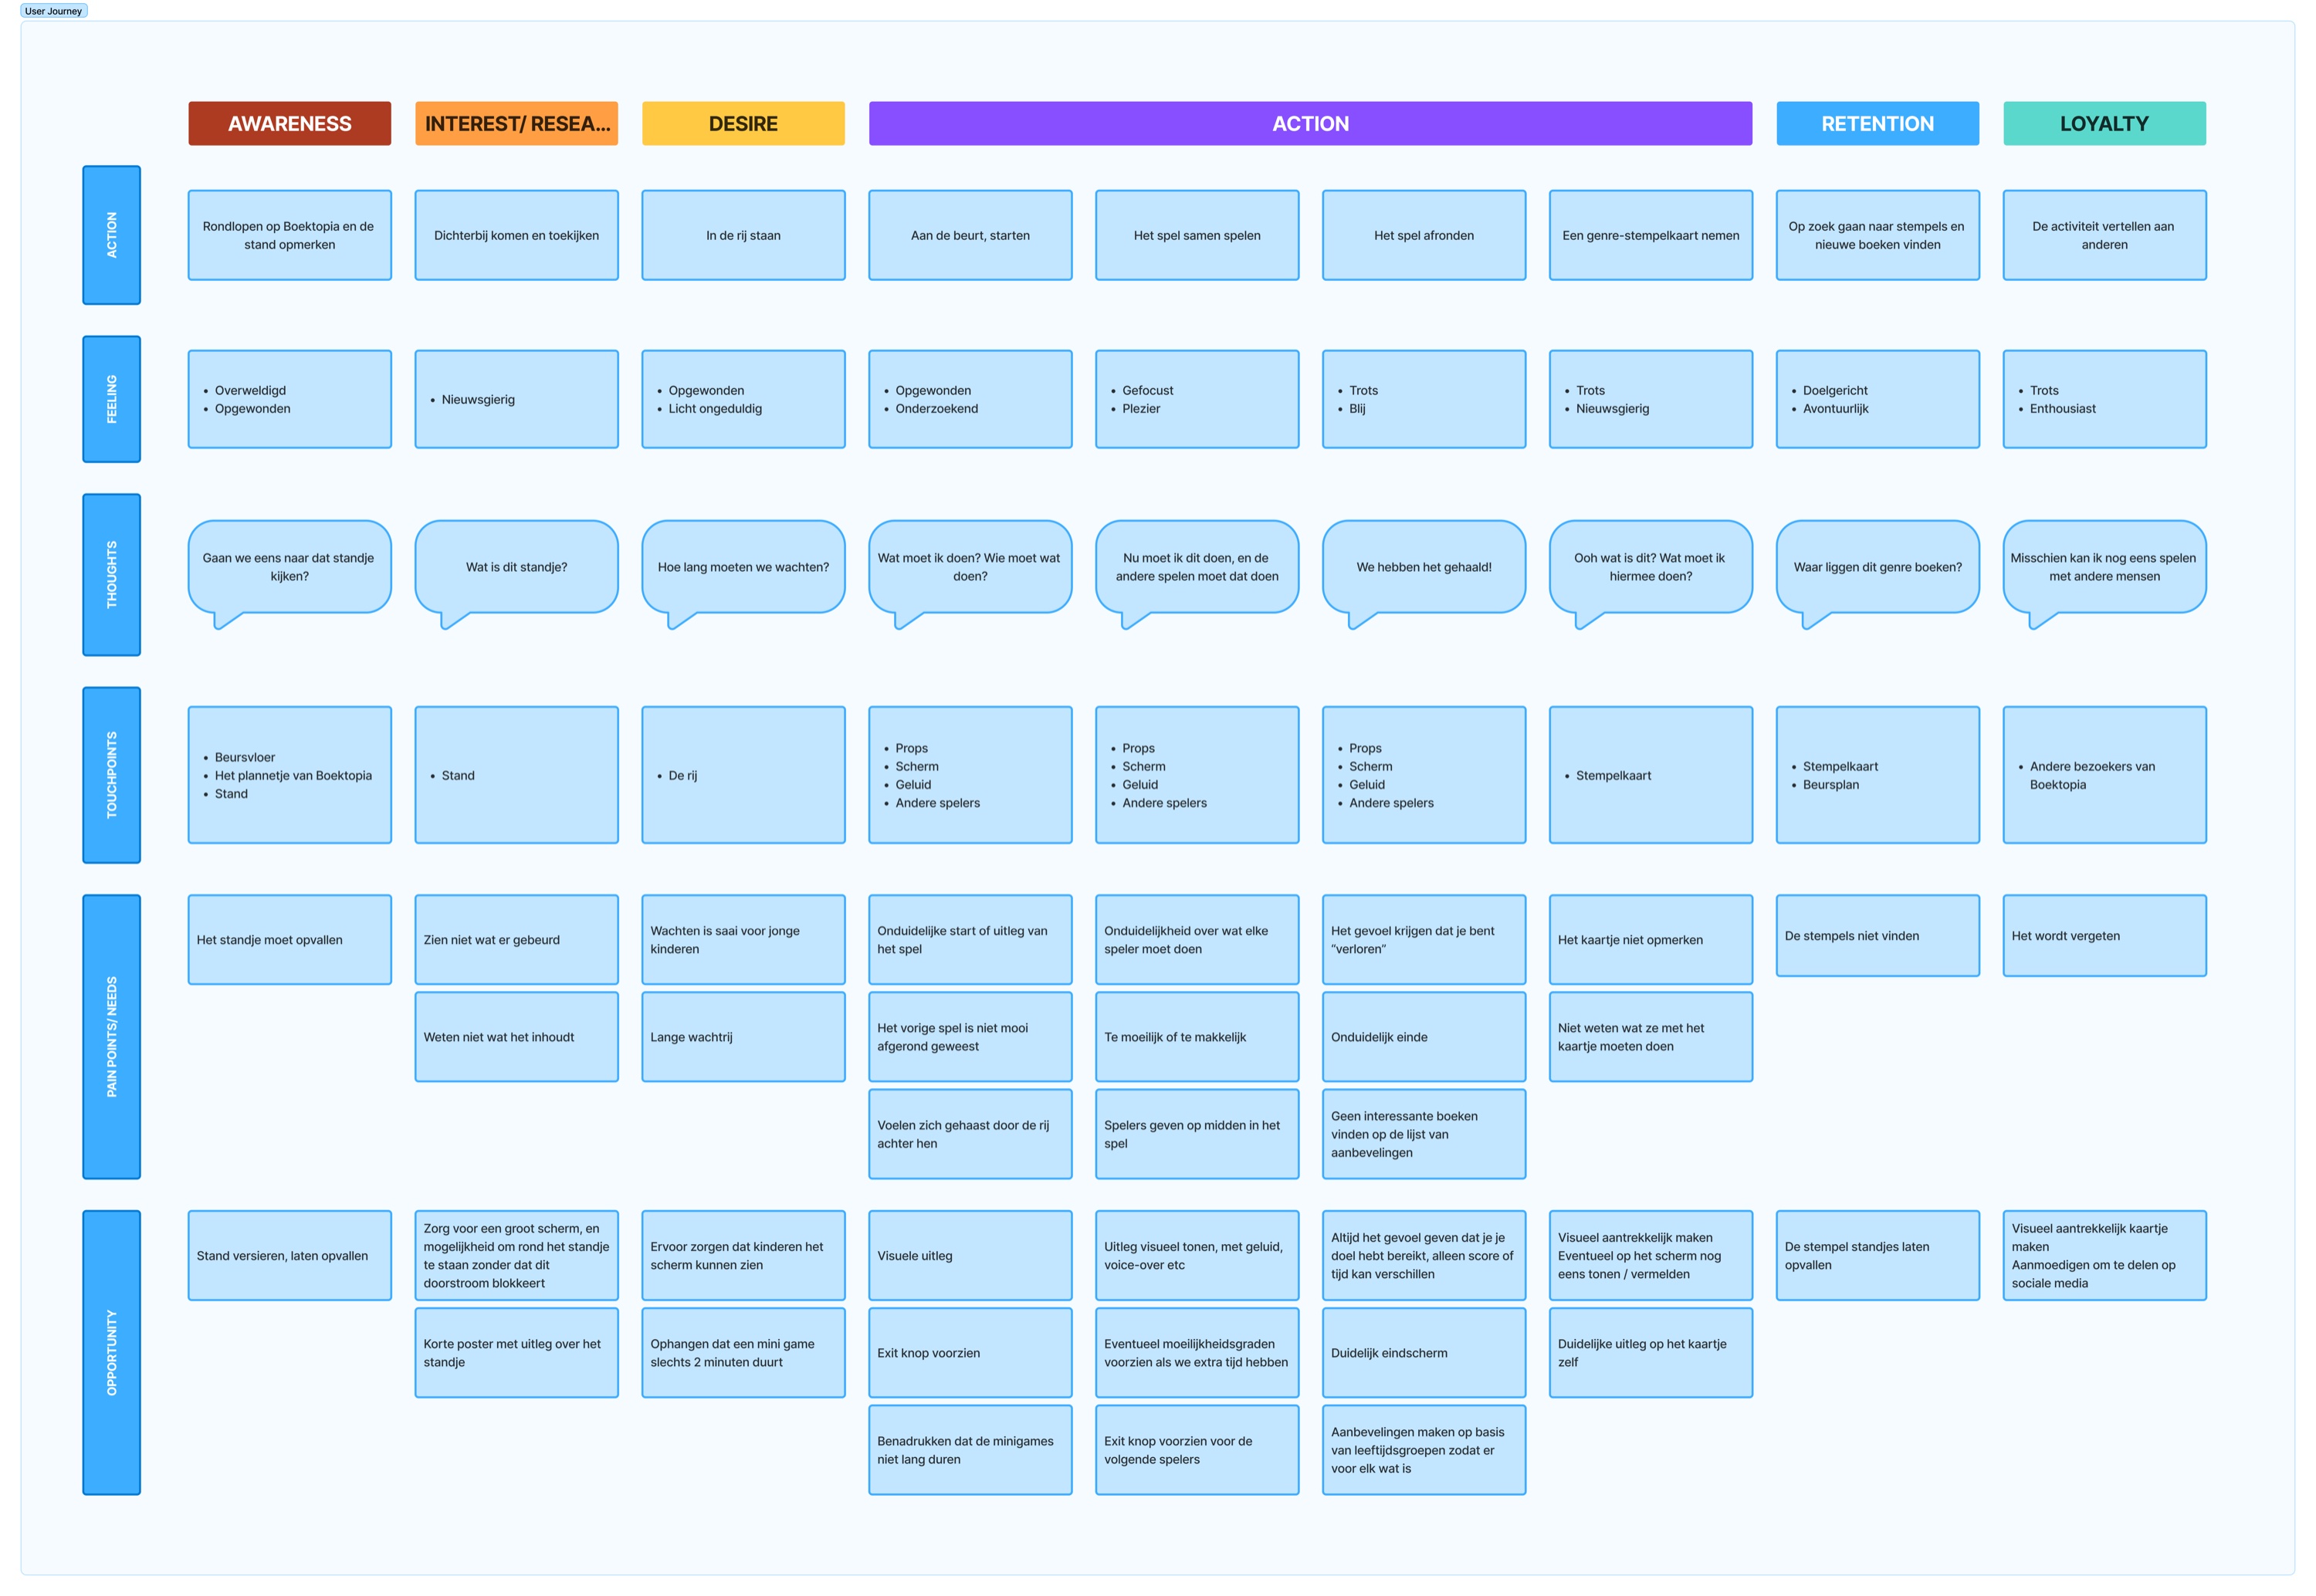 User Journey
AWARENESS
INTEREST/ RESEA...
DESIRE
ACTION
RETENTION
LOYALTY
ACTION
Rondlopen op Boektopia en de
stand opmerken
Dichterbij komen en toekijken
In de rij staan
Aan de beurt, starten
Het spel samen spelen
Het spel afronden
Een genre-stempelkaart nemen
Op zoek gaan naar stempels en
nieuwe boeken vinden
De activiteit vertellen aan
anderen
FEELING
• Overweldigd
• Opgewonden
• Nieuwsgierig
• Opgewonden
• Licht ongeduldig
• Opgewonden
• Onderzoekend
• Gefocust
• Plezier
• Trots
• Blij
• Trots
• Nieuwsgierig
• Doelgericht
• Avontuurlijk
• Trots
• Enthousiast
THOUGHTS
Gaan we eens naar dat standje
kijken?
Wat is dit standje?
Hoe lang moeten we wachten?
Wat moet ik doen? Wie moet wat
doen?
Nu moet ik dit doen, en de
andere spelen moet dat doen
We hebben het gehaald!
Ooh wat is dit? Wat moet ik
hiermee doen?
Waar liggen dit genre boeken?
Misschien kan ik nog eens spelen
met andere mensen
TOUCHPOINTS
• Beursvloer
• Het plannetje van Boektopia
• Stand
• Stand
• De rij
• Props
• Scherm
• Geluid
• Andere spelers
• Props
• Scherm
• Geluid
• Andere spelers
• Props
• Scherm
• Geluid
• Andere spelers
• Stempelkaart
• Stempelkaart
• Beursplan
• Andere bezoekers van
Boektopia
PAIN POINTS/ NEEDS
Het standje moet opvallen
Zien niet wat er gebeurd
Wachten is saai voor jonge
kinderen
Onduidelijke start of uitleg van
het spel
Onduidelijkheid over wat elke
speler moet doen
Het gevoel krijgen dat je bent
“verloren”
Het kaartje niet opmerken
De stempels niet vinden
Het wordt vergeten
Weten niet wat het inhoudt
Lange wachtrij
Het vorige spel is niet mooi
afgerond geweest
Te moeilijk of te makkelijk
Onduidelijk einde
Niet weten wat ze met het
kaartje moeten doen
Voelen zich gehaast door de rij
achter hen
Spelers geven op midden in het
spel
Geen interessante boeken
vinden op de lijst van
aanbevelingen
OPPORTUNITY
Stand versieren, laten opvallen
Zorg voor een groot scherm, en
mogelijkheid om rond het standje
te staan zonder dat dit
doorstroom blokkeert
Ervoor zorgen dat kinderen het
scherm kunnen zien
Visuele uitleg
Uitleg visueel tonen, met geluid,
voice-over etc
Altijd het gevoel geven dat je je
doel hebt bereikt, alleen score of
tijd kan verschillen
Visueel aantrekkelijk maken
Eventueel op het scherm nog
eens tonen / vermelden
De stempel standjes laten
opvallen
Visueel aantrekkelijk kaartje
maken
Aanmoedigen om te delen op
sociale media
Korte poster met uitleg over het
standje
Ophangen dat een mini game
slechts 2 minuten duurt
Exit knop voorzien
Eventueel moeilijkheidsgraden
voorzien als we extra tijd hebben
Duidelijk eindscherm
Duidelijke uitleg op het kaartje
zelf
Benadrukken dat de minigames
niet lang duren
Exit knop voorzien voor de
volgende spelers
Aanbevelingen maken op basis
van leeftijdsgroepen zodat er
voor elk wat is